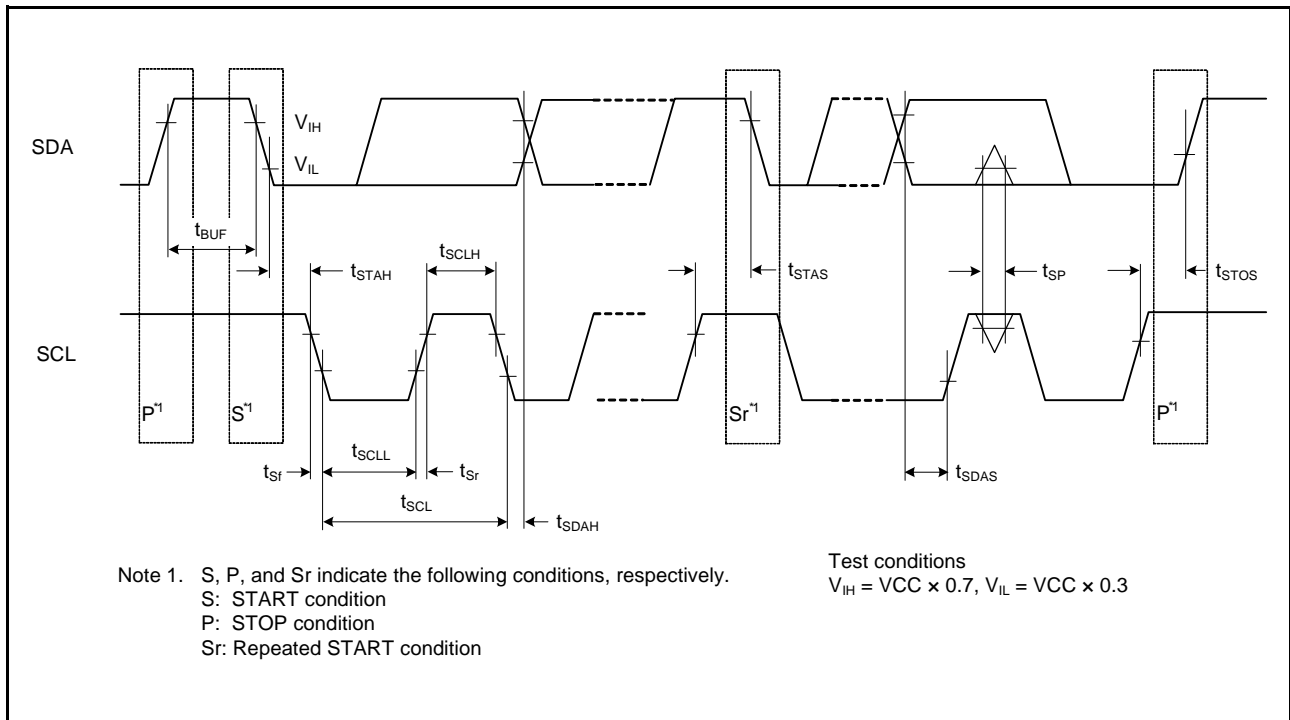 SDA
V_IH
V_IL
t_BUF
t_STAH
t_SCLH
t_STAS
t_SP
t_STOS
SCL
P*1
S*1
Sr*1
P*1
t_Sf
t_SCLL
t_Sr
t_SDAS
t_SCL
t_SDAH
Note 1. S, P, and Sr indicate the following conditions, respectively.
S: START condition
P: STOP condition
Sr: Repeated START condition
Test conditions
V_IH = VCC × 0.7, V_IL = VCC × 0.3